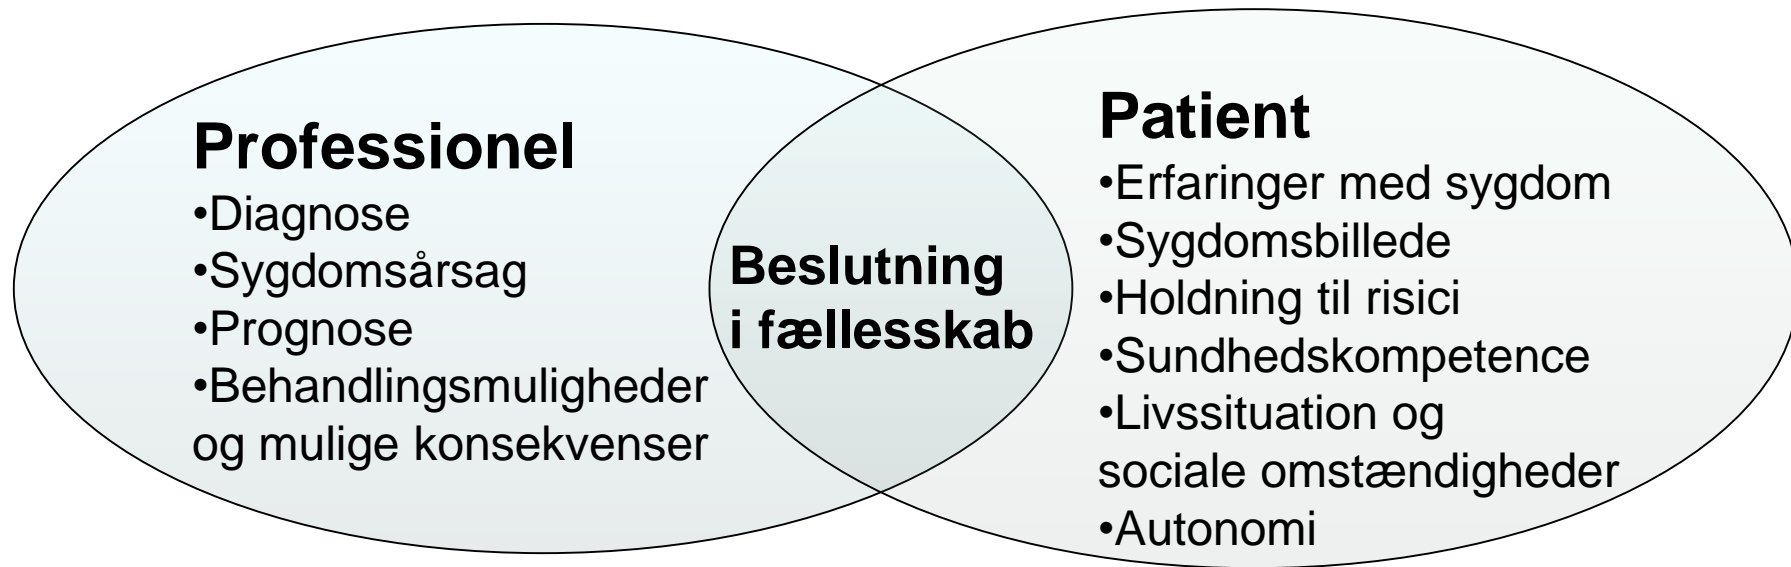 Professionel
•Diagnose
•Sygdomsårsag
•Prognose
•Behandlingsmuligheder
og mulige konsekvenser
Beslutning
i fællesskab
Patient
•Erfaringer med sygdom
•Sygdomsbillede
•Holdning til risici
•Sundhedskompetence
•Livssituation og
sociale omstændigheder
•Autonomi